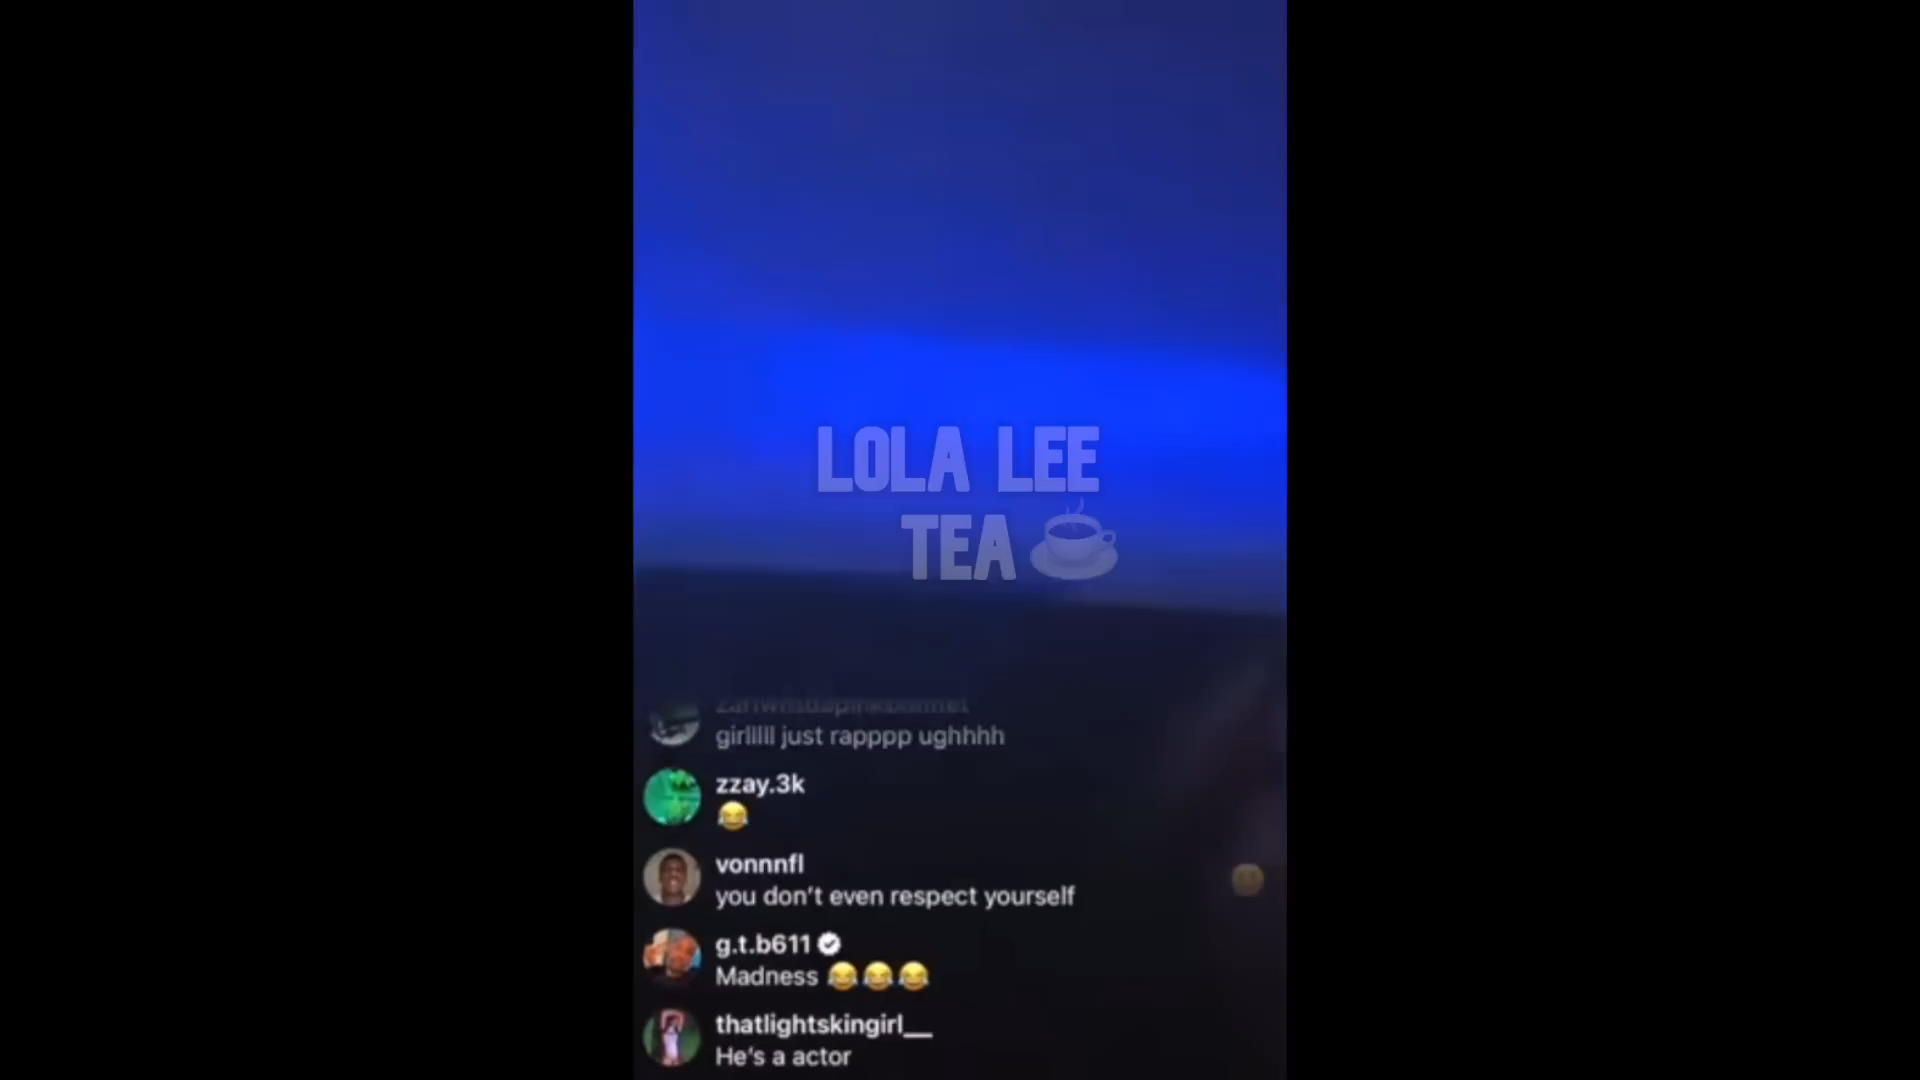 LOLA LEE
TEA
girlllll just rapppp ughhhh
zzay.3k
😂
vonnnfl
you don't even respect yourself
g.t.b611
Madness 😂😂😂
thatlightskingirl__
He's a actor